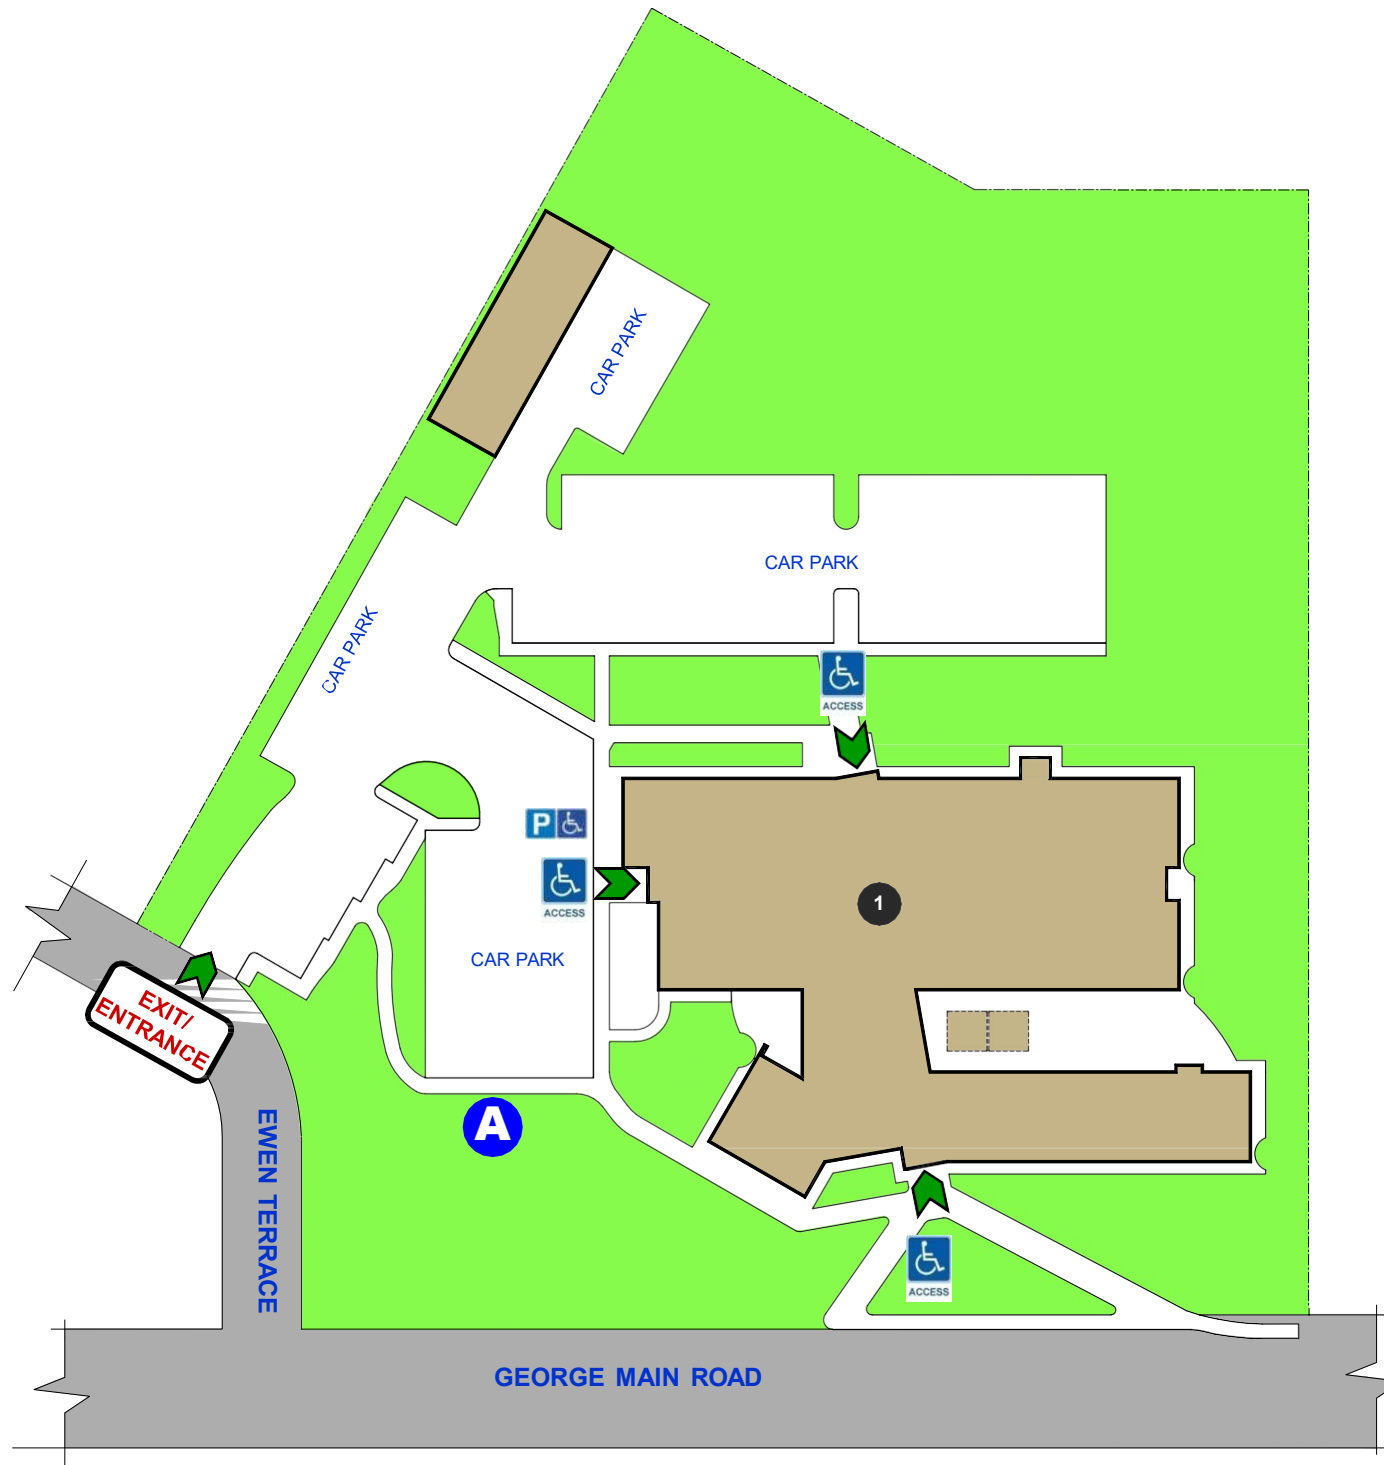 CAR PARK
CAR PARK
CAR PARK
ACCESS
P
ACCESS
1
CAR PARK
EXIT/
ENTRANCE
A
EWEN TERRACE
ACCESS
GEORGE MAIN ROAD